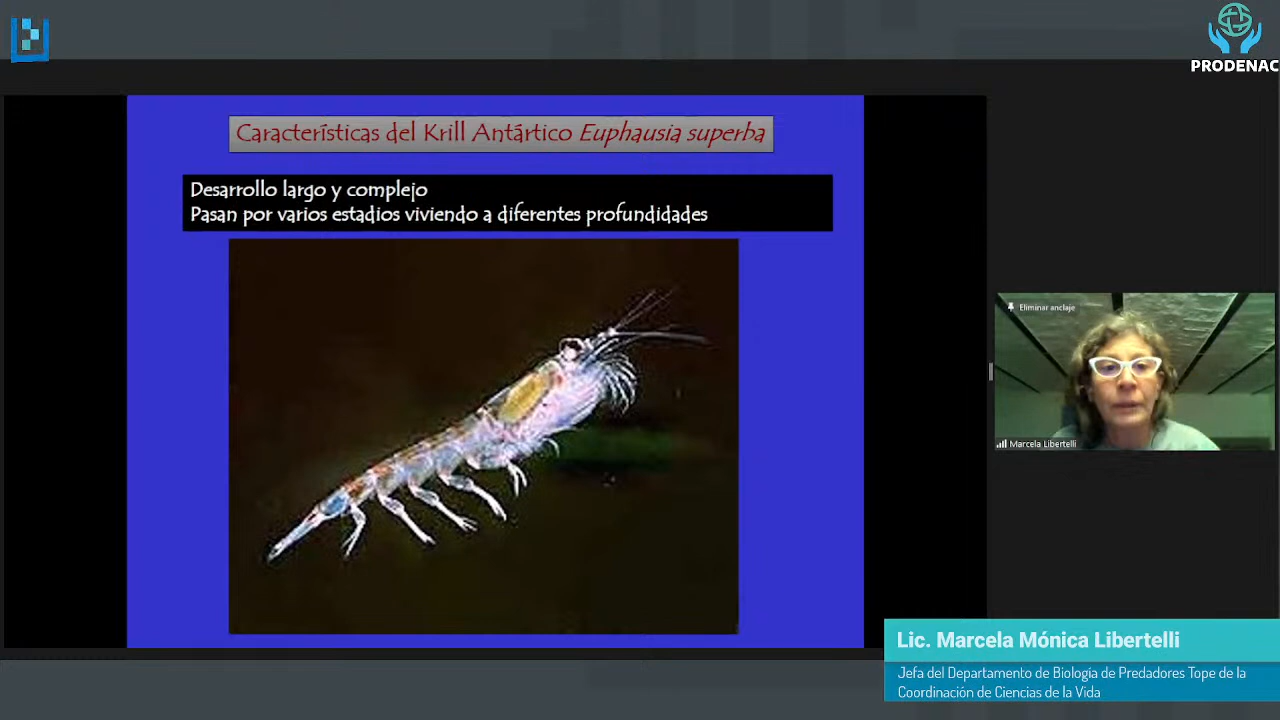 PRODENAC
Características del Krill Antártico Euphausia superba
Desarrollo largo y complejo
Pasan por varios estadios viviendo a diferentes profundidades
Eliminar anclaje
Marcela Libertelli
Lic. Marcela Mónica Libertelli
Jefa del Departamento de Biología de Predadores Tope de la
Coordinación de Ciencias de la Vida